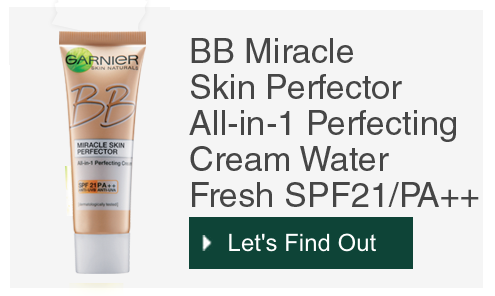 GARNIER
SKIN NATURALS
BB
MIRACLE SKIN
PERFECTOR
All-in-1 Perfecting Crea
SPF 21 PA++
BB Miracle
Skin Perfector
All-in-1 Perfecting
Cream Water
Fresh SPF21/PA++
Let's Find Out